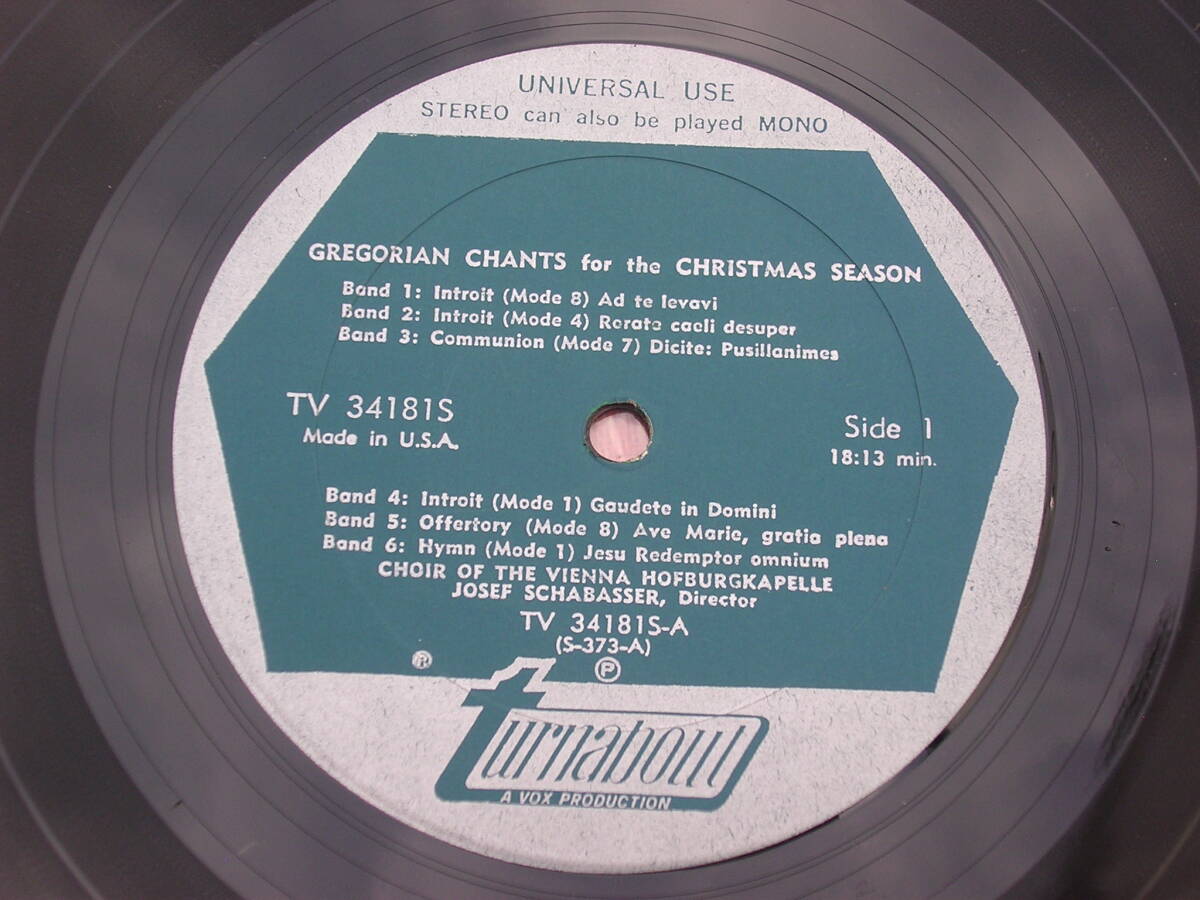 UNIVERSAL USE
STEREO can also be played MONO
GREGORIAN CHANTS for the CHRISTMAS SEASON
Band 1: Introit (Mode 8) Ad te levavi
Band 2: Introit (Mode 4) Rorate caeli desuper
Band 3: Communion (Mode 7) Dicite: Pusillanimes
TV 34181S
Made in U.S.A.
Side 1
18:13 min.
Band 4: Introit (Mode 1) Gaudete in Domini
Band 5: Offertory (Mode 8) Ave Marie, gratia plena
Band 6: Hymn (Mode 1) Jesu Redemptor omnium
CHOIR OF THE VIENNA HOFBURGKAPELLE
JOSEF SCHABASSER, Director
TV 34181S-A
(S-373-A)
® ℗
turnabout
A VOX PRODUCTION